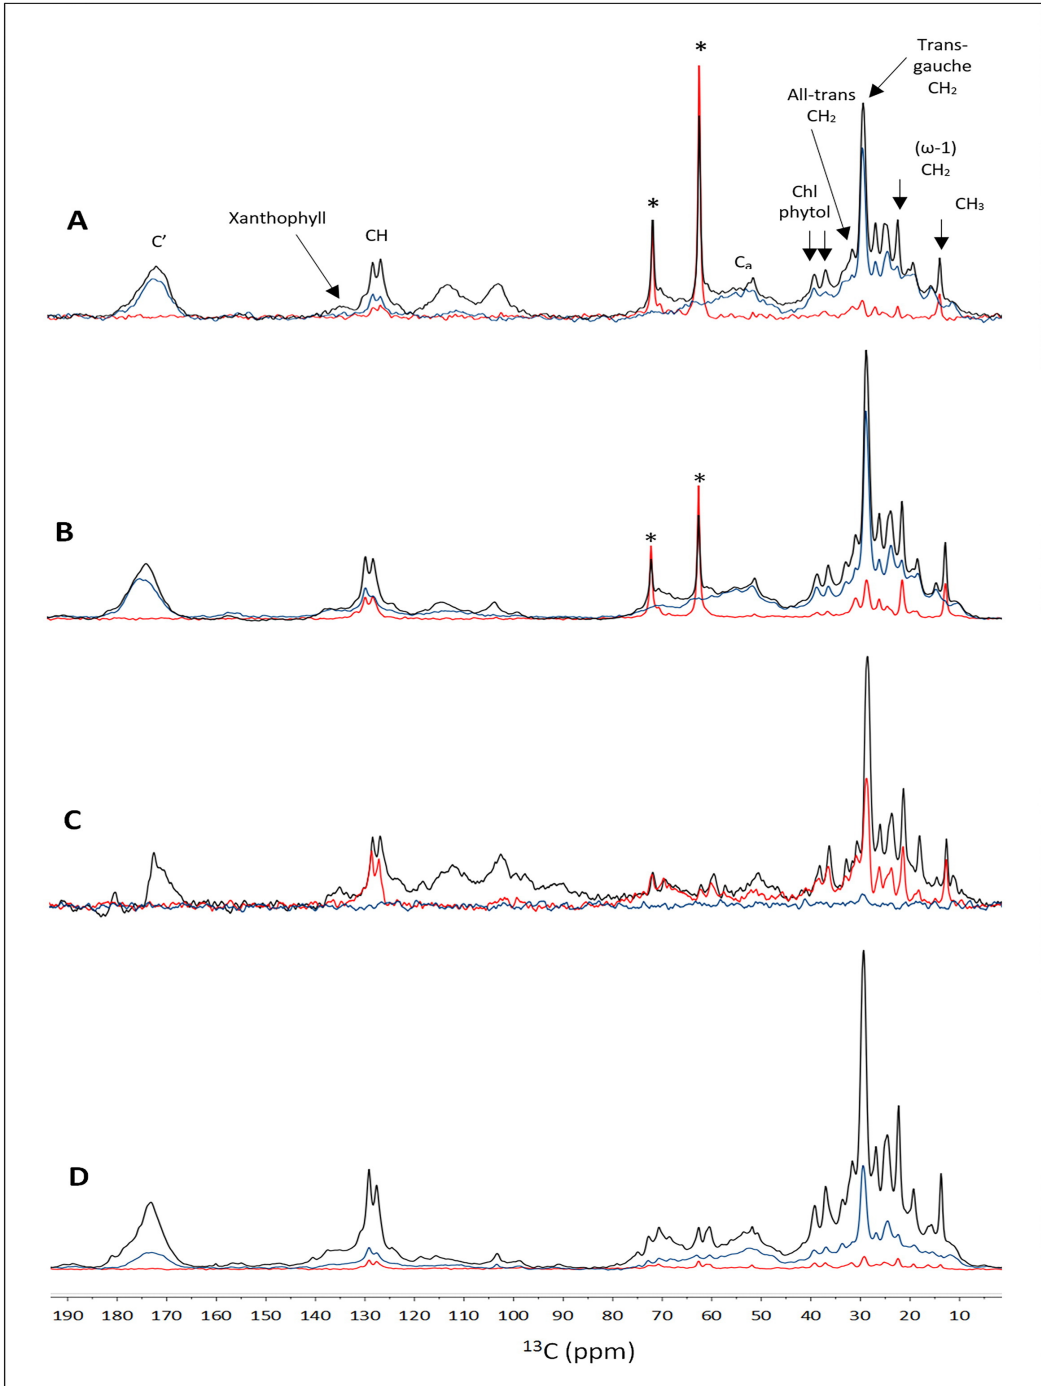 Trans-
gauche
CH₂
All-trans
CH₂
(ω-1)
CH₂
Chl
phytol
CH₃
*
*
A
Xanthophyll
C′
CH
Cₐ
B
*
*
C
D
190 180 170 160 150 140 130 120 110 100 90 80 70 60 50 40 30 20 10
¹³C (ppm)